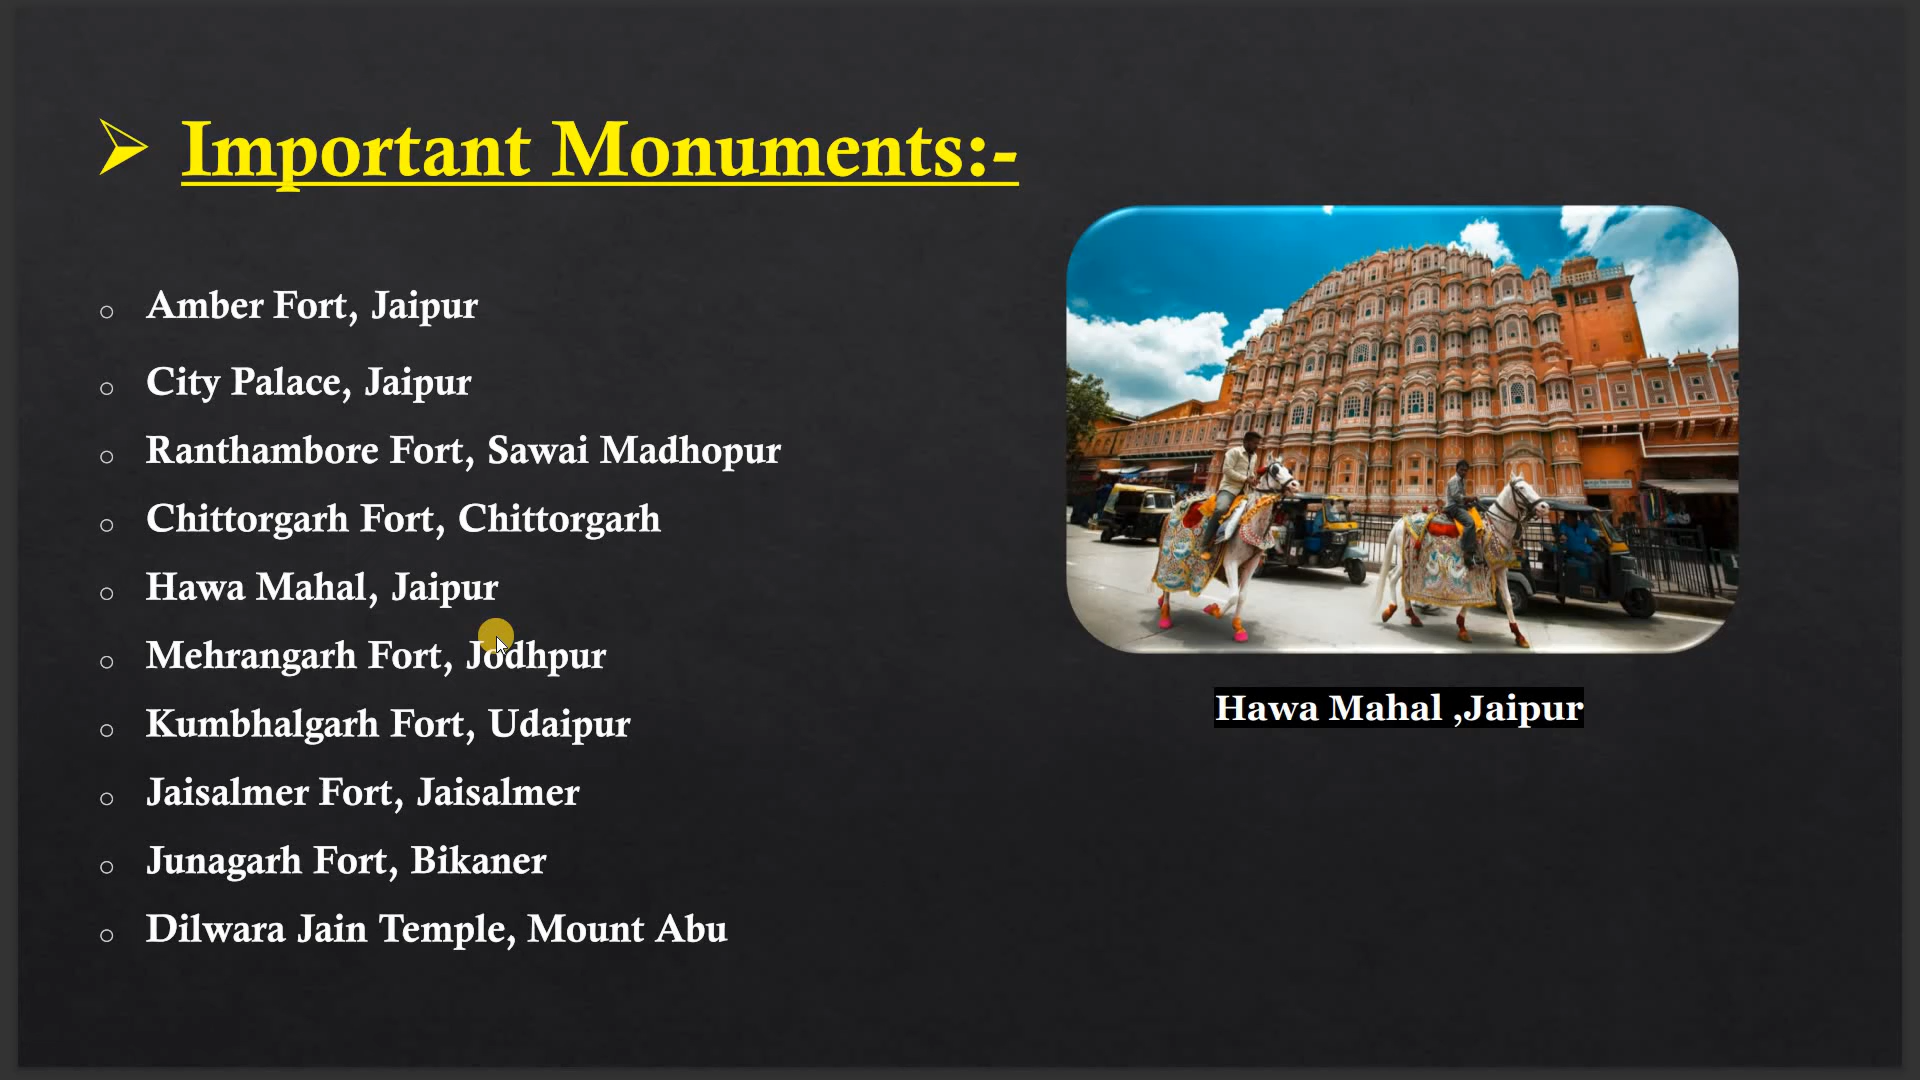 Important Monuments:-
Amber Fort, Jaipur
City Palace, Jaipur
Ranthambore Fort, Sawai Madhopur
Chittorgarh Fort, Chittorgarh
Hawa Mahal, Jaipur
Mehrangarh Fort, Jodhpur
Kumbhalgarh Fort, Udaipur
Jaisalmer Fort, Jaisalmer
Junagarh Fort, Bikaner
Dilwara Jain Temple, Mount Abu
Hawa Mahal ,Jaipur